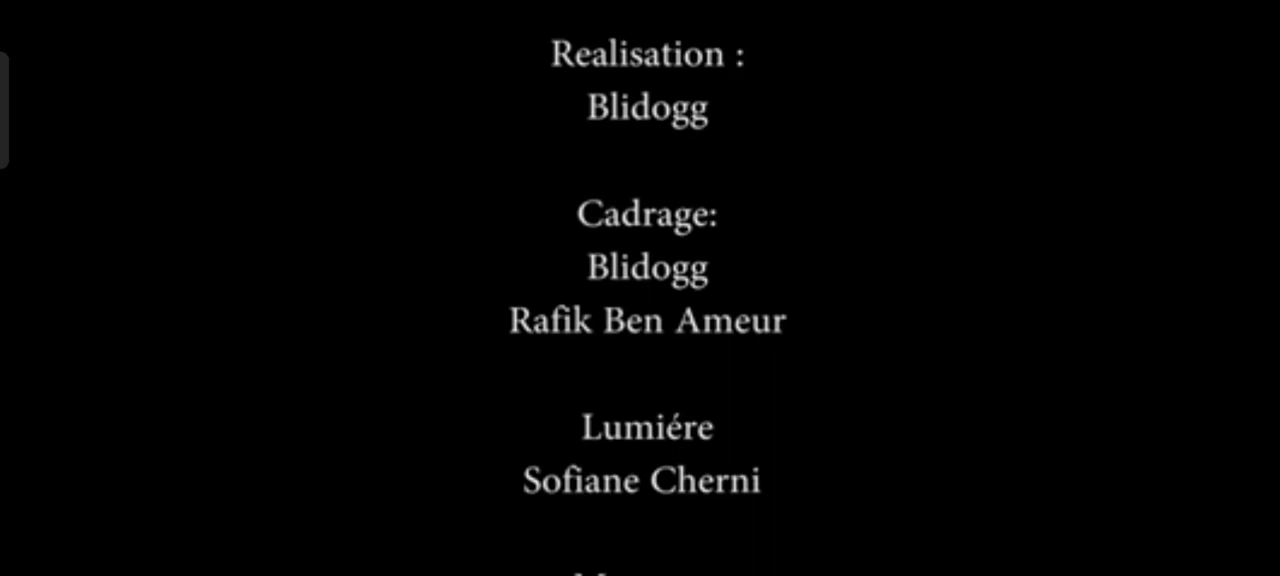 Realisation :
Blidogg
Cadrage:
Blidogg
Rafik Ben Ameur
Lumiére
Sofiane Cherni